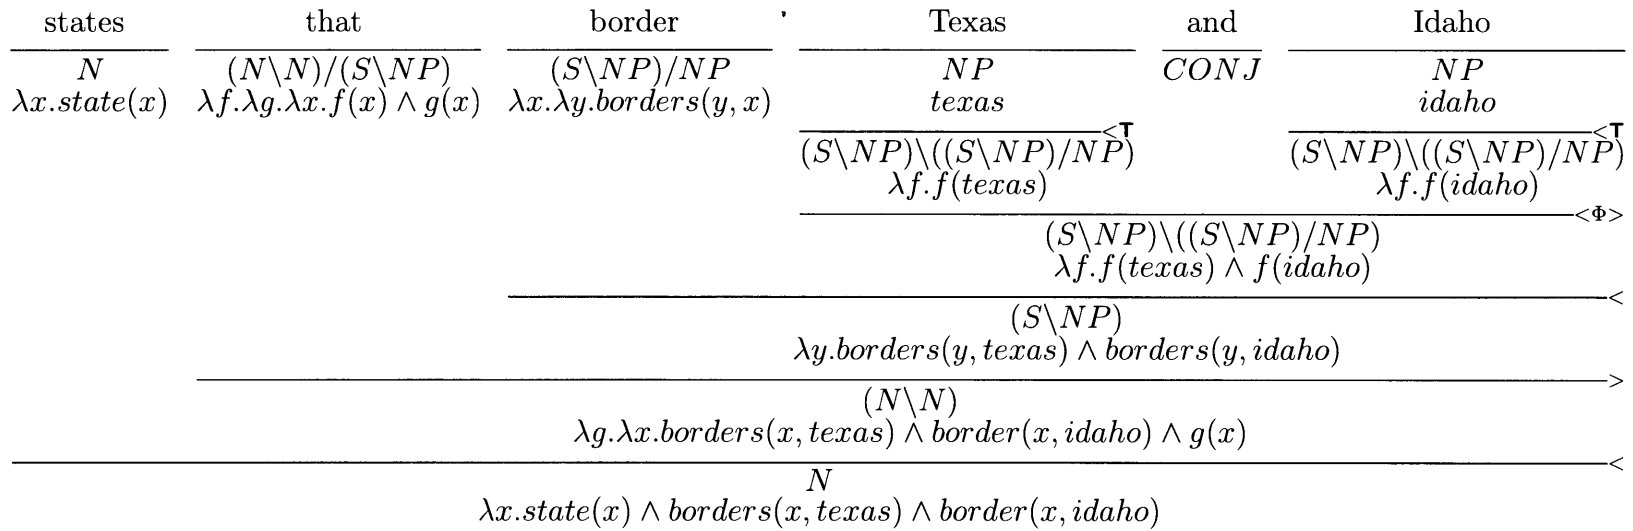 states that border Texas and Idaho
N (N\N)/(S\NP) (S\NP)/NP NP CONJ NP
λx.state(x) λf.λg.λx.f(x) ∧ g(x) λx.λy.borders(y, x) texas idaho
<T <T
(S\NP)\((S\NP)/NP) (S\NP)\((S\NP)/NP)
λf.f(texas) λf.f(idaho)
<Φ>
(S\NP)\((S\NP)/NP)
λf.f(texas) ∧ f(idaho)
<
(S\NP)
λy.borders(y, texas) ∧ borders(y, idaho)
>
(N\N)
λg.λx.borders(x, texas) ∧ border(x, idaho) ∧ g(x)
<
N
λx.state(x) ∧ borders(x, texas) ∧ border(x, idaho)